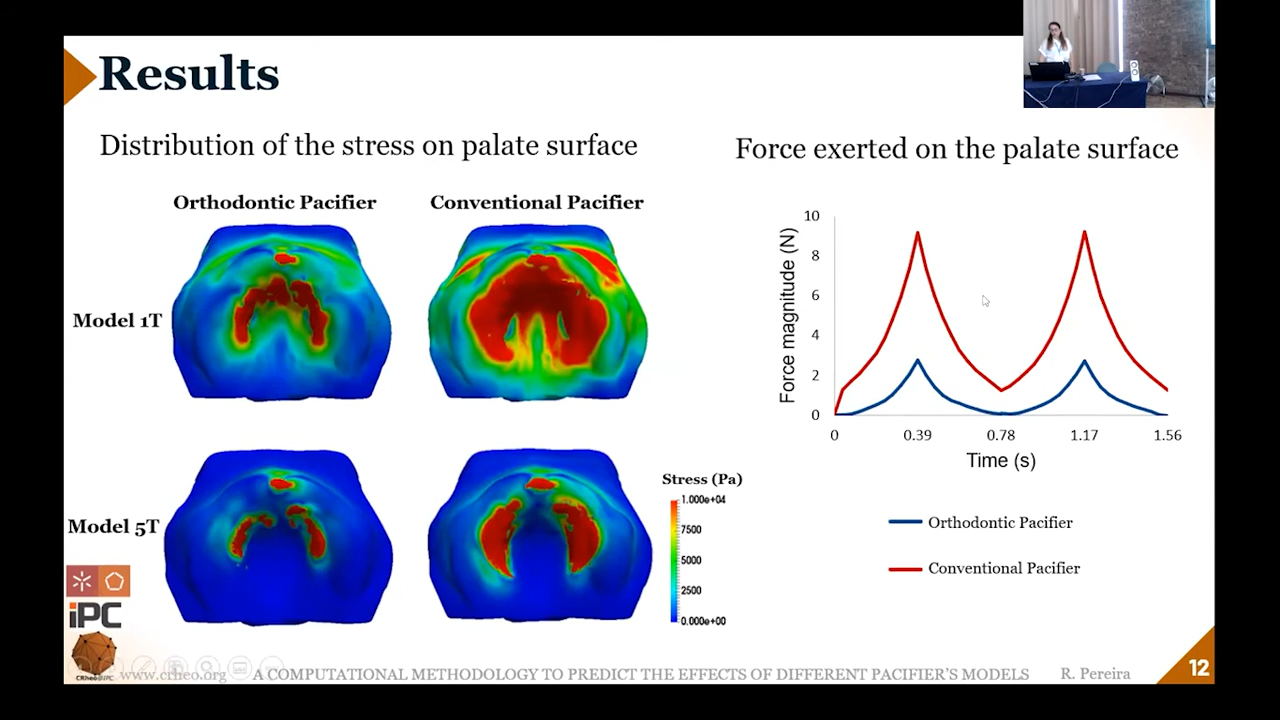 Results
Distribution of the stress on palate surface
Orthodontic Pacifier
Conventional Pacifier
Model 1T
Model 5T
Stress (Pa)
1.000e+04
7500
5000
2500
0.000e+00
Force exerted on the palate surface
Force magnitude (N)
10
8
6
4
2
0
0
0.39
0.78
1.17
1.56
Time (s)
Orthodontic Pacifier
Conventional Pacifier
iPC
CRheo@IPC
www.crheo.org
A COMPUTATIONAL METHODOLOGY TO PREDICT THE EFFECTS OF DIFFERENT PACIFIER'S MODELS
R. Pereira
12